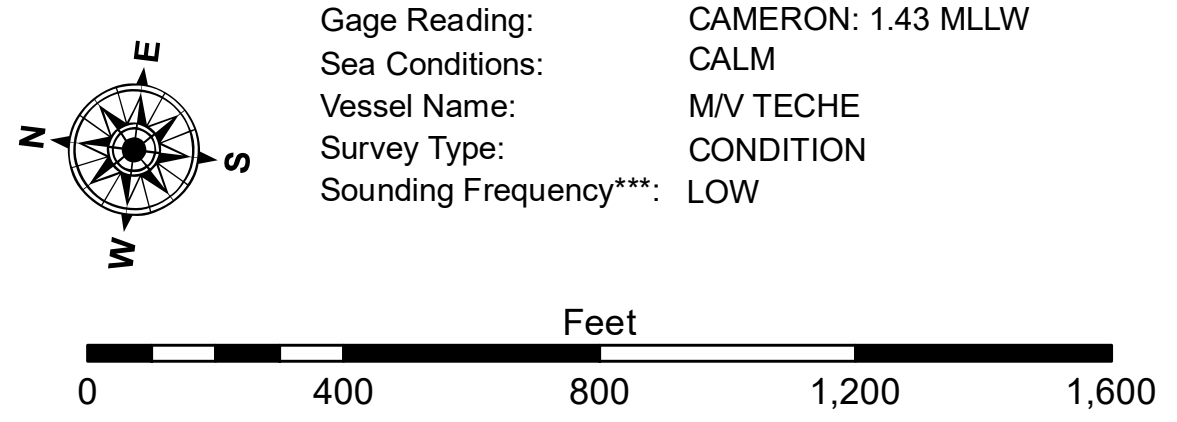 Gage Reading: CAMERON: 1.43 MLLW
Sea Conditions: CALM
Vessel Name: M/V TECHE
Survey Type: CONDITION
Sounding Frequency***: LOW
E
N
S
W
Feet
0 400 800 1,200 1,600